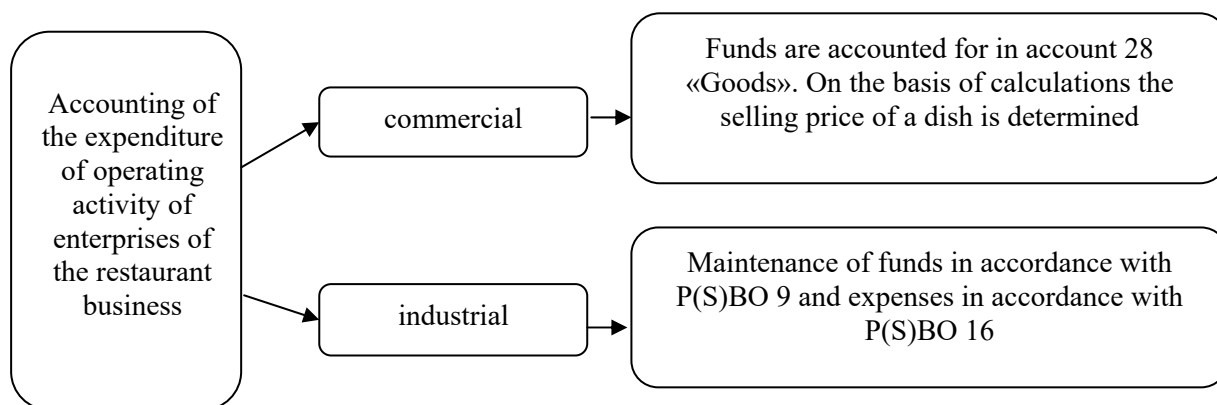 Accounting of
the expenditure
of operating
activity of
enterprises of
the restaurant
business
commercial
Funds are accounted for in account 28
«Goods». On the basis of calculations the
selling price of a dish is determined
industrial
Maintenance of funds in accordance with
P(S)BO 9 and expenses in accordance with
P(S)BO 16